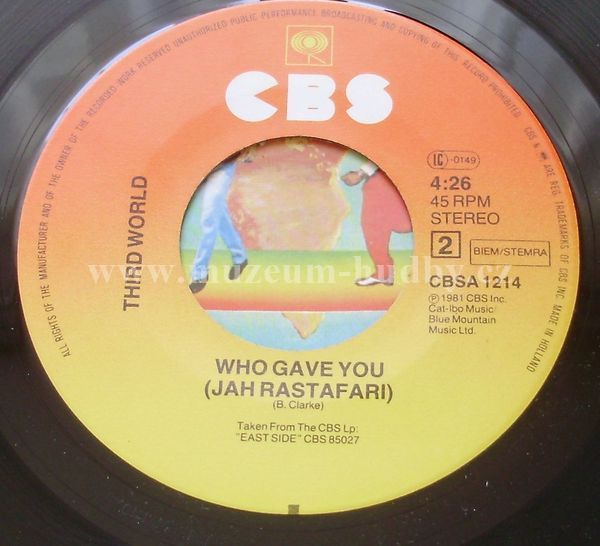 ALL RIGHTS OF THE MANUFACTURER AND OF THE OWNER OF THE RECORDED WORK RESERVED UNAUTHORIZED PUBLIC PERFORMANCE BROADCASTING AND COPYING OF THIS RECORD PROHIBITED. CBS & ARE REG. TRADEMARKS OF CBS INC. MADE IN HOLLAND
CBS
THIRD WORLD
LC-0149
4:26
45 RPM
STEREO
2 BIEM/STEMRA
www.muzeum-hudby.cz
CBSA 1214
℗ 1981 CBS Inc.
Cat-Ibo Music/
Blue Mountain
Music Ltd.
WHO GAVE YOU
(JAH RASTAFARI)
(B. Clarke)
Taken From The CBS Lp:
"EAST SIDE" CBS 85027